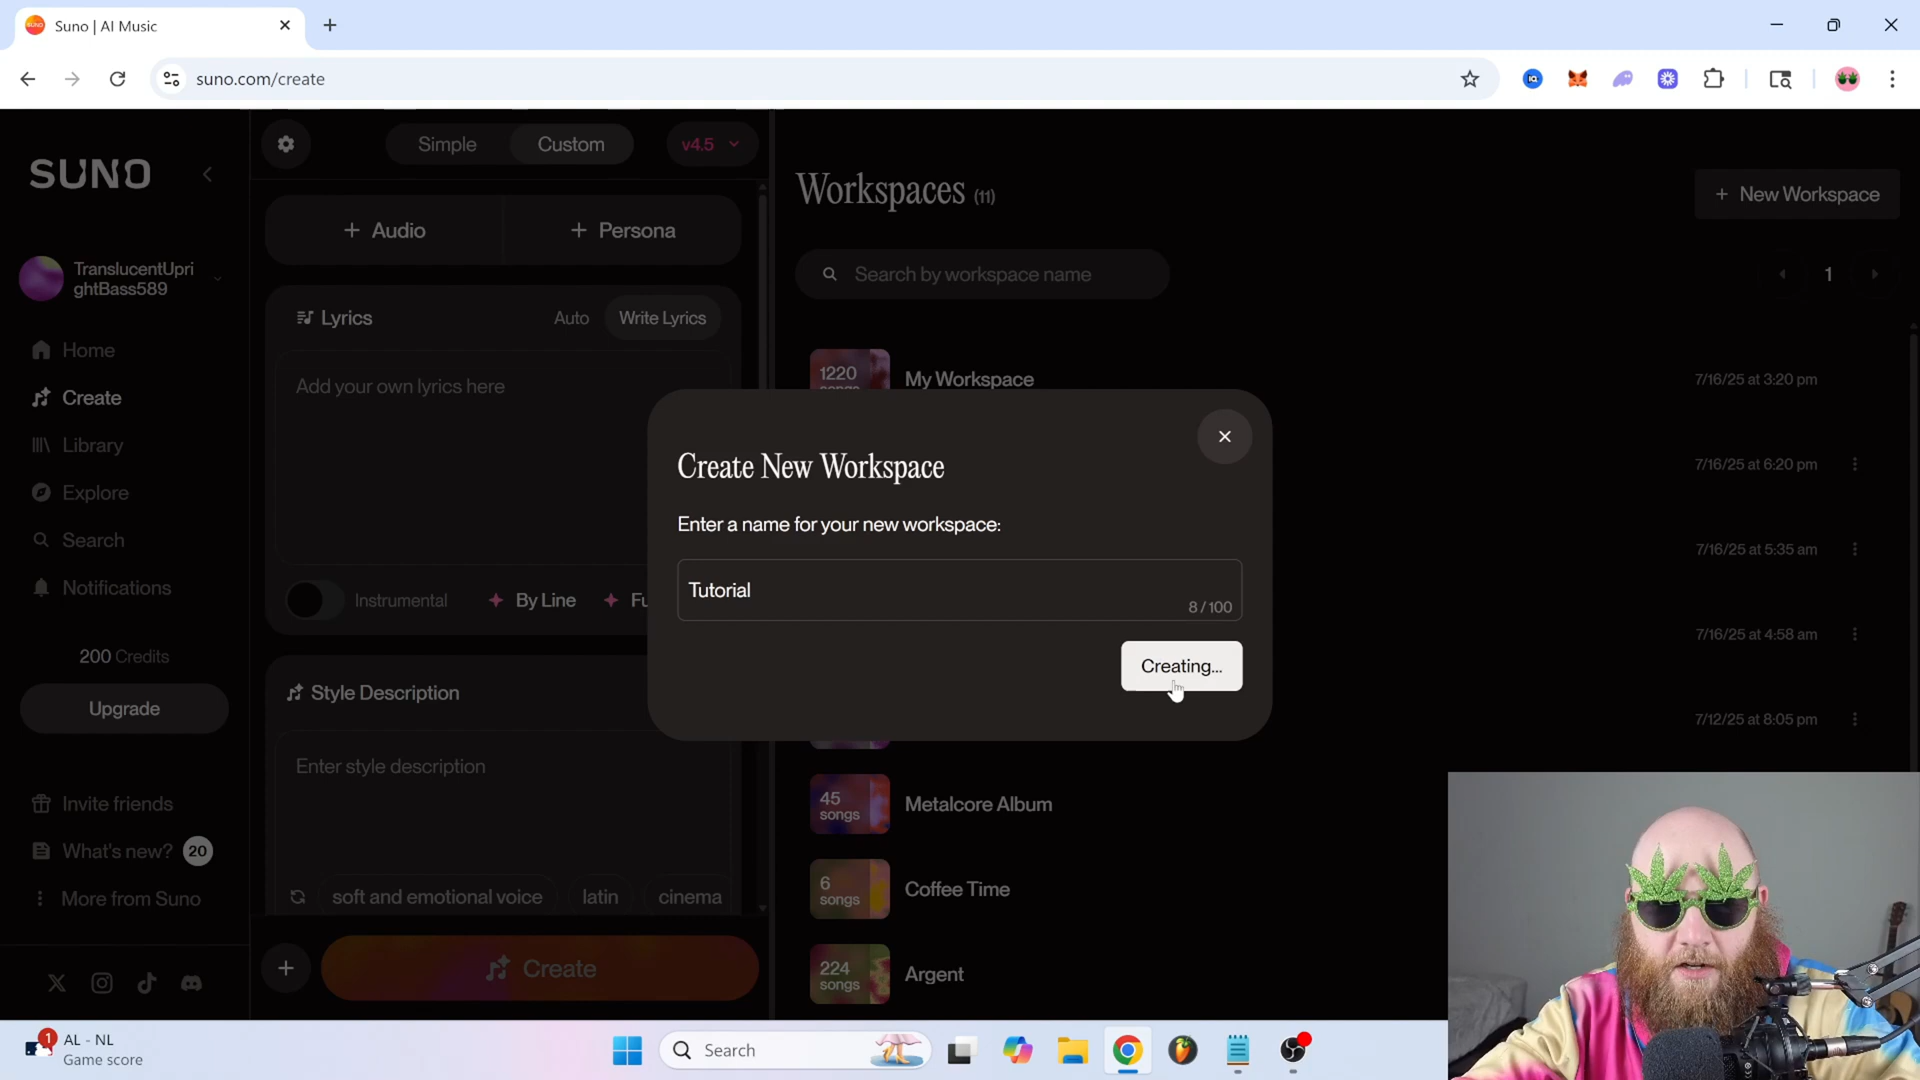 Suno | AI Music
suno.com/create
SUNO
TranslucentUpri
ghtBass589
Home
Create
Library
Explore
Search
Notifications
200 Credits
Upgrade
Invite friends
What's new? 20
More from Suno
Simple
Custom
v4.5
+ Audio
+ Persona
Lyrics
Auto
Write Lyrics
Add your own lyrics here
Instrumental
By Line
Fu
Style Description
Enter style description
soft and emotional voice
latin
cinema
Create
Workspaces (11)
+ New Workspace
Search by workspace name
1
1220
My Workspace
7/16/25 at 3:20 pm
7/16/25 at 6:20 pm
7/16/25 at 5:35 am
7/16/25 at 4:58 am
7/12/25 at 8:05 pm
45
songs
Metalcore Album
6
songs
Coffee Time
224
songs
Argent
Create New Workspace
Enter a name for your new workspace:
Tutorial
8 / 100
Creating...
1
AL - NL
Game score
Search